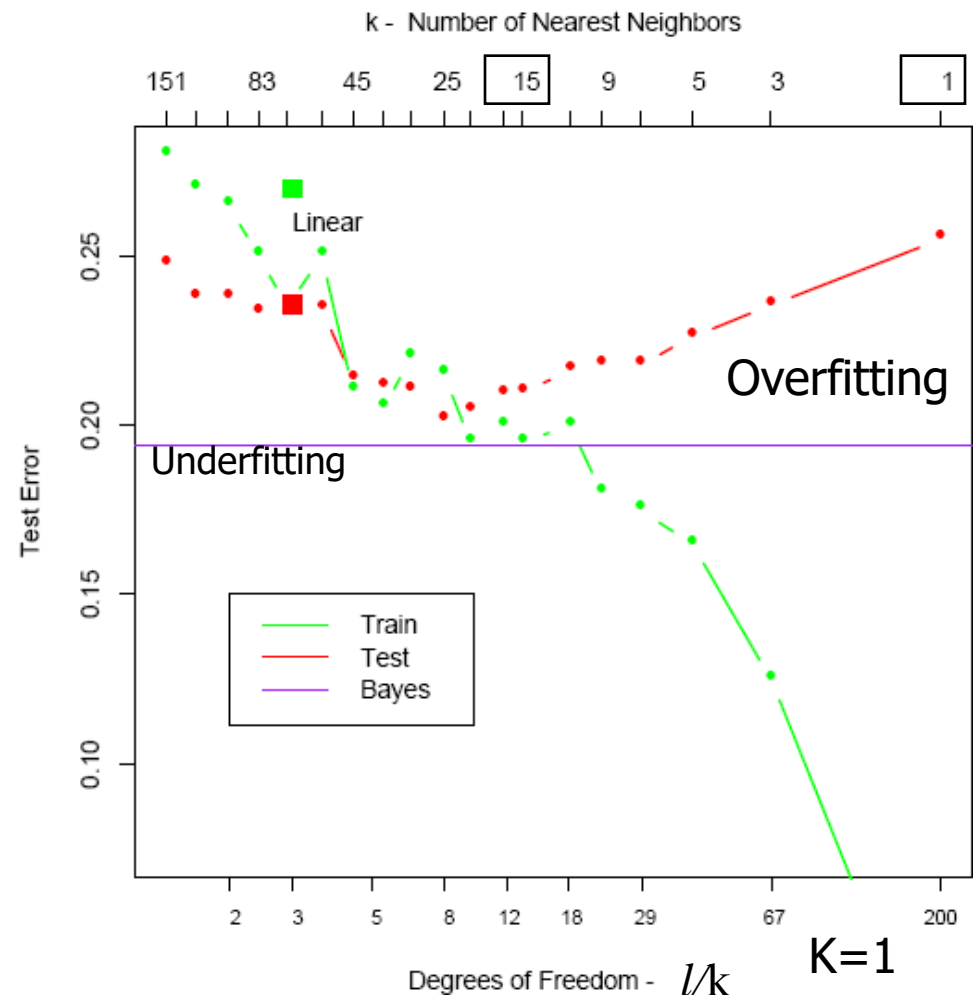 k - Number of Nearest Neighbors
151 83 45 25 15 9 5 3 1
Linear
0.25
Overfitting
0.20
Underfitting
Test Error
0.15
Train
Test
Bayes
0.10
2 3 5 8 12 18 29 67 200
K=1
Degrees of Freedom - l/k